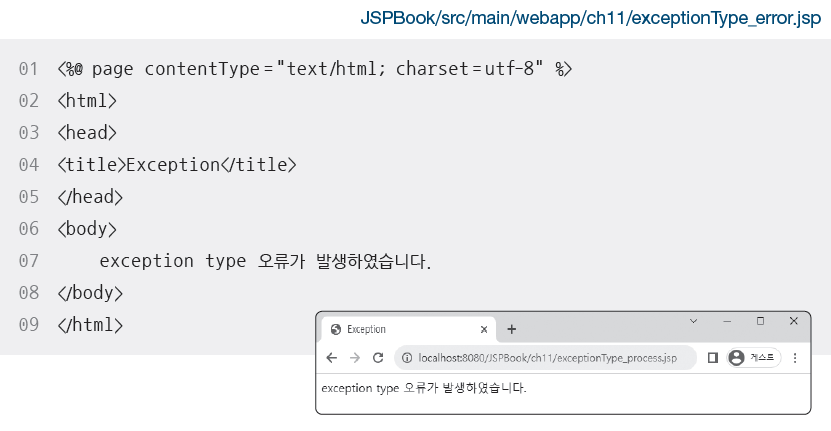 JSPBook/src/main/webapp/ch11/exceptionType_error.jsp
01 <%@ page contentType="text/html; charset=utf-8" %>
02 <html>
03 <head>
04 <title>Exception</title>
05 </head>
06 <body>
07 exception type 오류가 발생하였습니다.
08 </body>
09 </html>
Exception
localhost:8080/JSPBook/ch11/exceptionType_process.jsp 게스트
exception type 오류가 발생하였습니다.